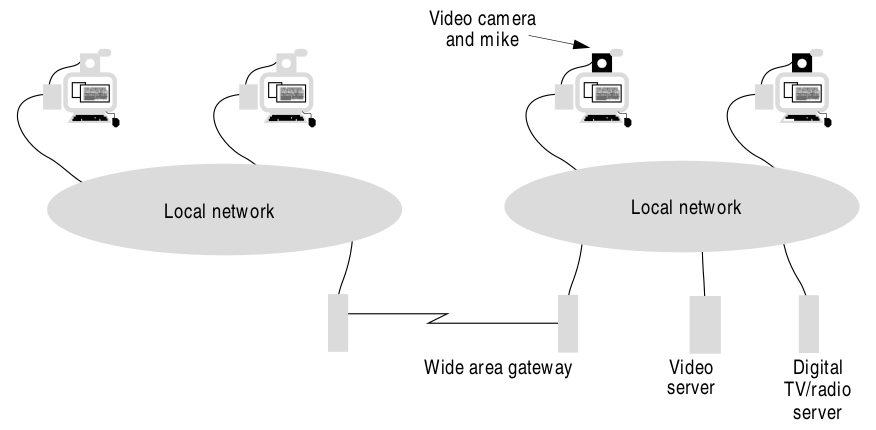 Video camera
and mike
Local network
Local network
Wide area gateway
Video
server
Digital
TV/radio
server